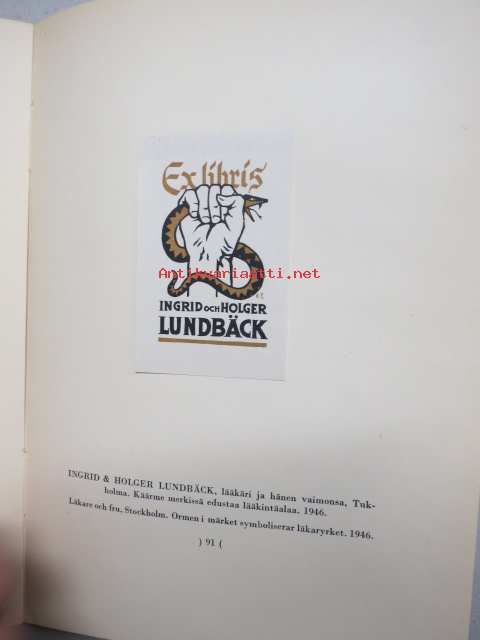 Ex libris
Antikvariaatti.net
INGRID OCH HOLGER
LUNDBÄCK
INGRID & HOLGER LUNDBÄCK, lääkäri ja hänen vaimonsa, Tuk-
holma. Käärme merkissä edustaa lääkintäalaa. 1946.
Läkare och fru, Stockholm. Ormen i märket symboliserar läkaryrket. 1946.
) 91 (